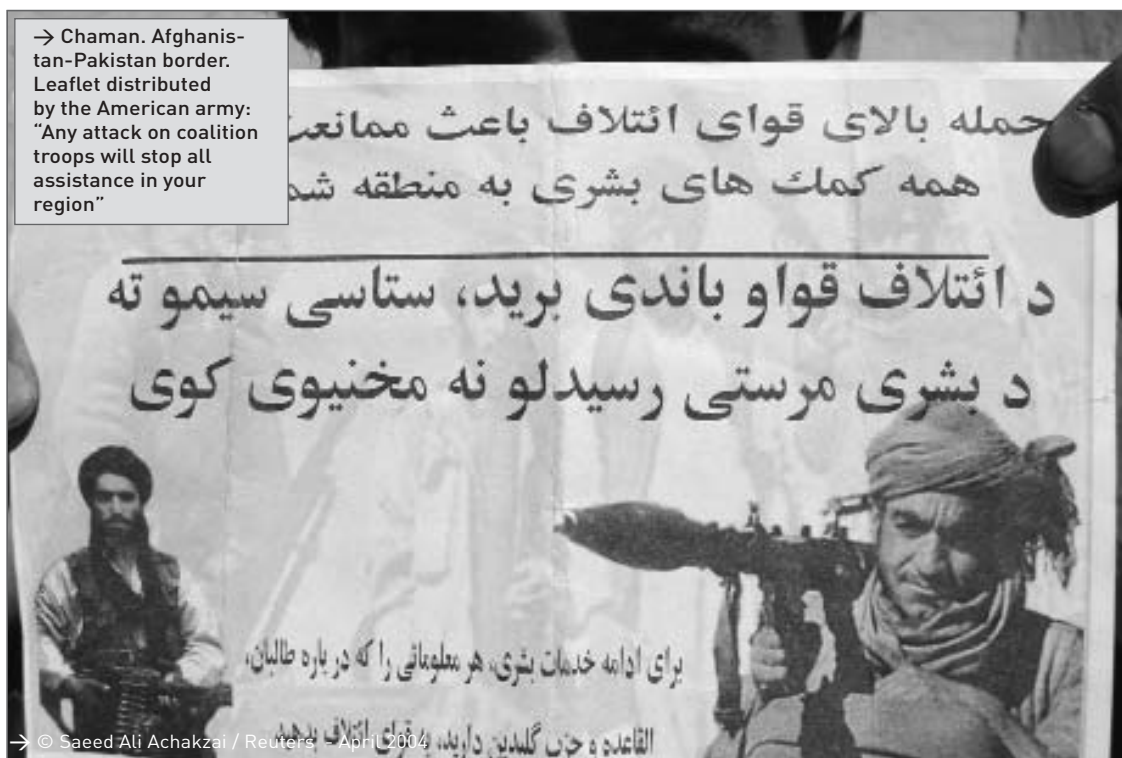 → Chaman. Afghanis-
tan-Pakistan border.
Leaflet distributed
by the American army:
“Any attack on coalition
troops will stop all
assistance in your
region”
حمله بالای قوای ائتلاف باعث ممانعت
همه کمك های بشری به منطقه
د ائتلاف قواو باندی برید، ستاسی سیمو ته
د بشری مرستی رسیدلو نه مخنیوی کوی
برای ادامه خدمات بشری، هر معلوماتی را که در باره طالبان،
القاعده و حزب گلبدین دارید، به قوای ائتلاف بدهید
→ © Saeed Ali Achakzai / Reuters - April 2004